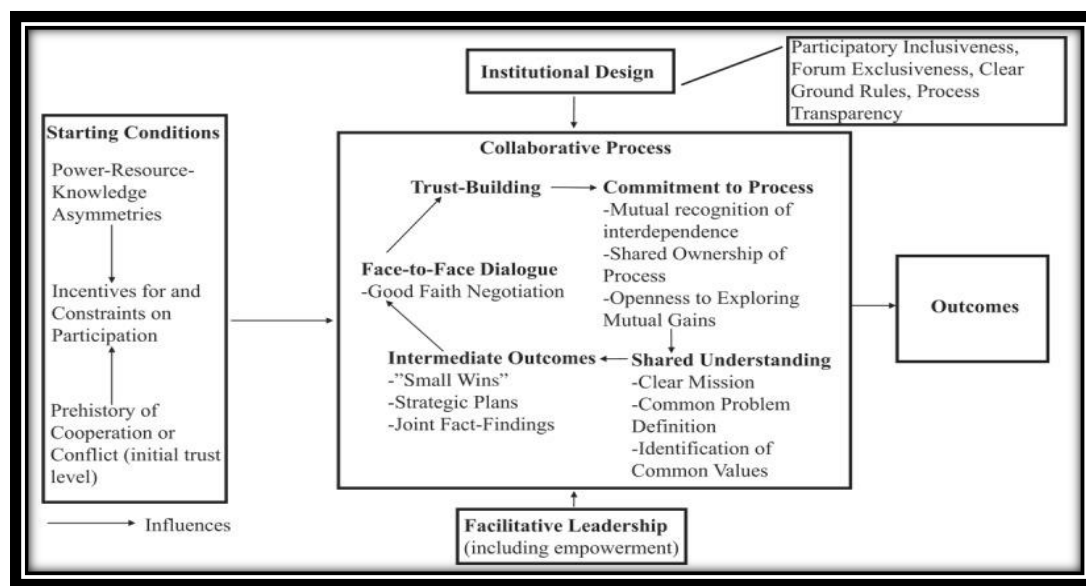 Institutional Design
Participatory Inclusiveness,
Forum Exclusiveness, Clear
Ground Rules, Process
Transparency
Starting Conditions
Power-Resource-
Knowledge
Asymmetries
Incentives for and
Constraints on
Participation
Prehistory of
Cooperation or
Conflict (initial trust
level)
Influences
Collaborative Process
Trust-Building
Commitment to Process
-Mutual recognition of
interdependence
-Shared Ownership of
Process
-Openness to Exploring
Mutual Gains
Face-to-Face Dialogue
-Good Faith Negotiation
Intermediate Outcomes
-”Small Wins”
-Strategic Plans
-Joint Fact-Findings
Shared Understanding
-Clear Mission
-Common Problem
Definition
-Identification of
Common Values
Outcomes
Facilitative Leadership
(including empowerment)